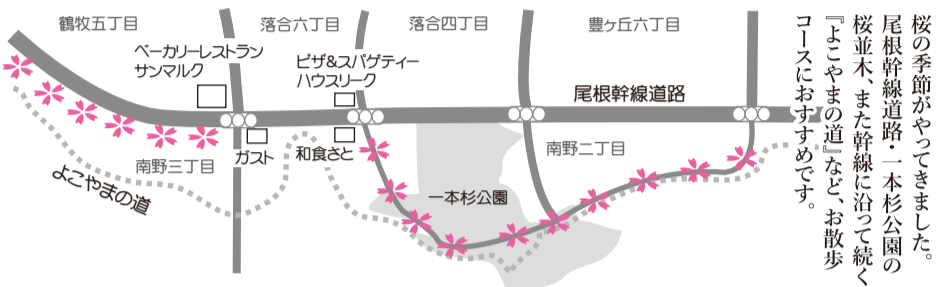 桜の季節がやってきました。
尾根幹線道路・一本杉公園の
桜並木、また幹線に沿って続く
『よこやまの道』など、お散歩
コースにおすすめです。
鶴牧五丁目
落合六丁目
落合四丁目
豊ヶ丘六丁目
ベーカリーレストラン
サンマルク
ピザ&スパゲティー
ハウスリーク
尾根幹線道路
南野三丁目
ガスト
和食さと
南野二丁目
よこやまの道
一本杉公園